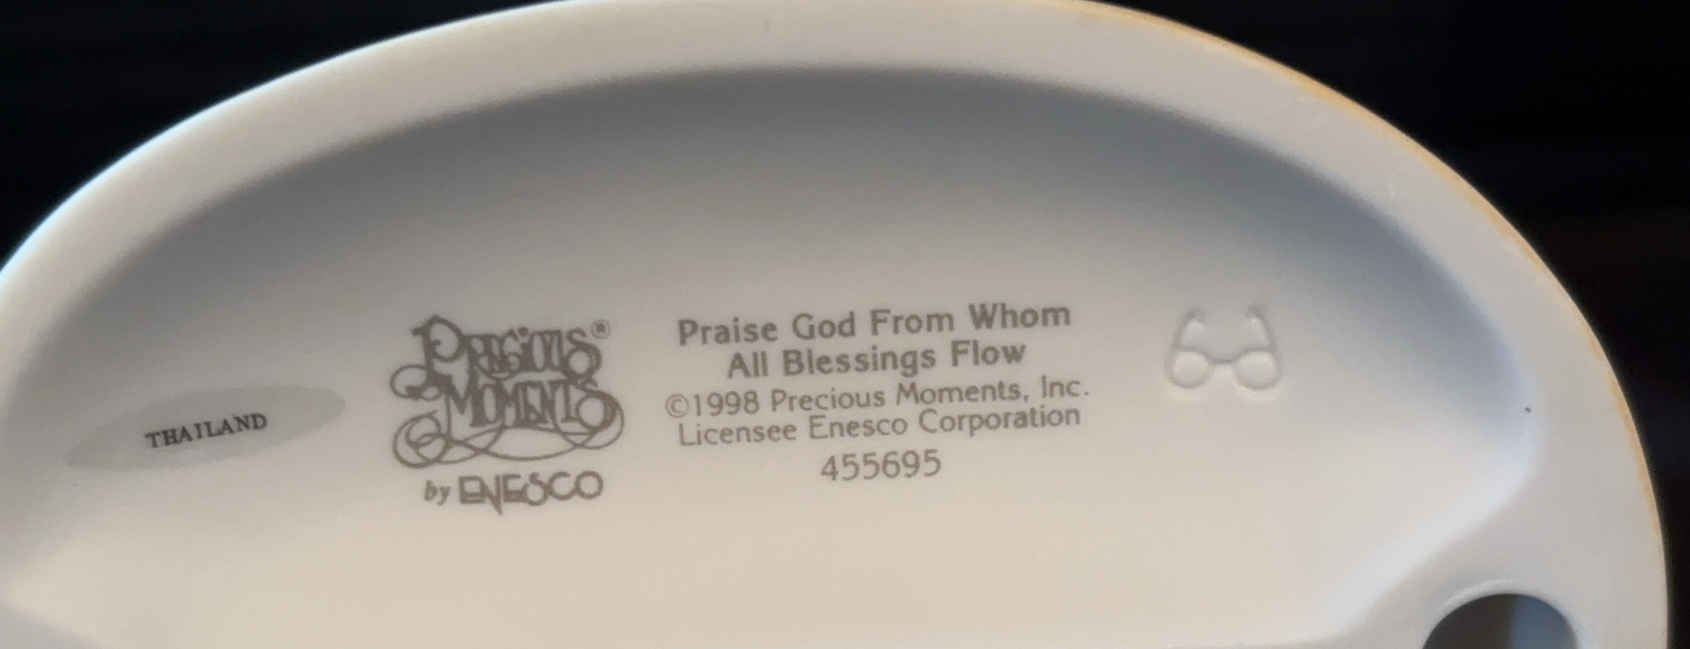 THAILAND
PRECIOUS®
MOMENTS
by ENESCO
Praise God From Whom
All Blessings Flow
©1998 Precious Moments, Inc.
Licensee Enesco Corporation
455695